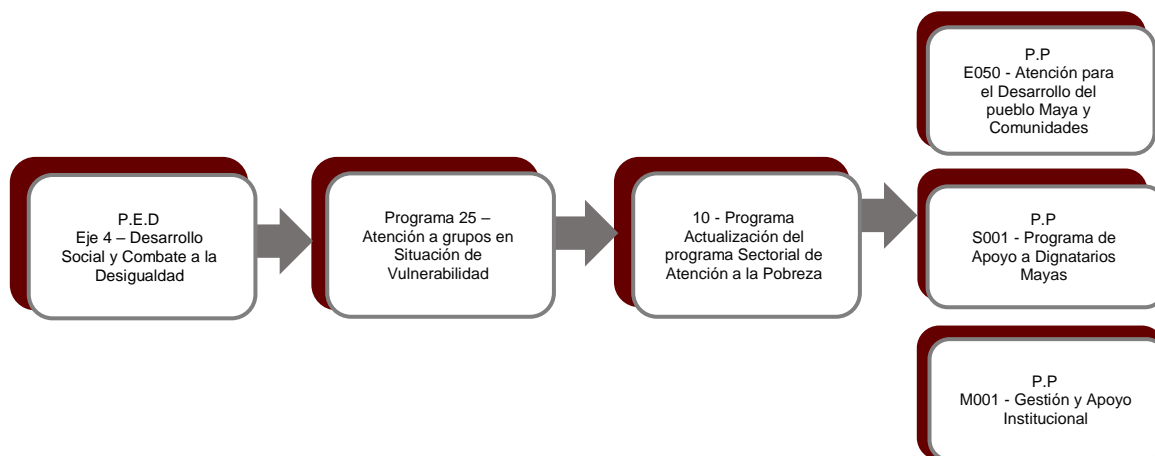 P.E.D
Eje 4 – Desarrollo
Social y Combate a la
Desigualdad
Programa 25 –
Atención a grupos en
Situación de
Vulnerabilidad
10 - Programa
Actualización del
programa Sectorial de
Atención a la Pobreza
P.P
E050 - Atención para
el Desarrollo del
pueblo Maya y
Comunidades
P.P
S001 - Programa de
Apoyo a Dignatarios
Mayas
P.P
M001 - Gestión y Apoyo
Institucional